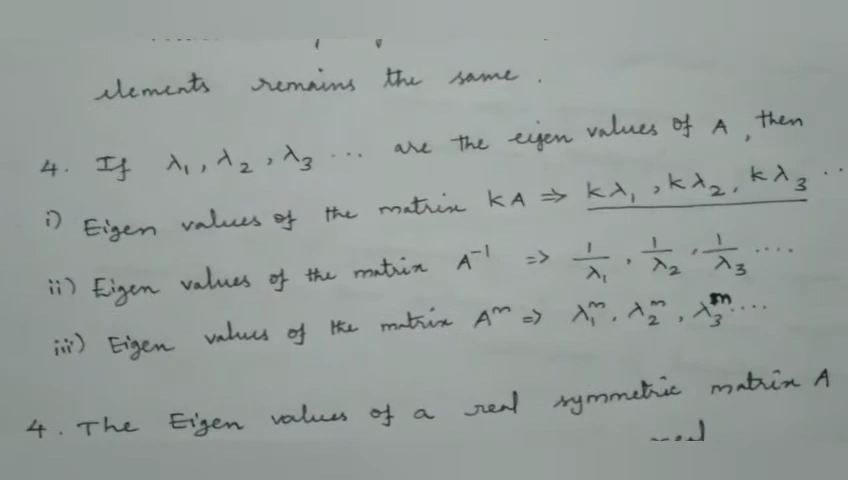 elements remains the same .
4. If λ₁, λ₂, λ₃ ... are the eigen values of A, then
i) Eigen values of the matrix KA ⇒ kλ₁, kλ₂, kλ₃ ..
ii) Eigen values of the matrix A⁻¹ => 1/λ₁, 1/λ₂, 1/λ₃ ....
iii) Eigen values of the matrix Aᵐ => λ₁ᵐ, λ₂ᵐ, λ₃ᵐ ....
4. The Eigen values of a real symmetric matrix A
real